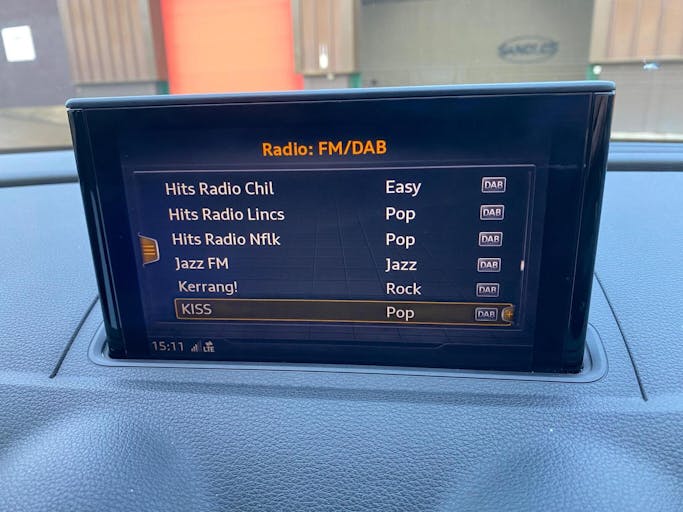 Radio: FM/DAB
Hits Radio Chil Easy DAB
Hits Radio Lincs Pop DAB
Hits Radio Nflk Pop DAB
Jazz FM Jazz DAB
Kerrang! Rock DAB
KISS Pop DAB
15:11 LTE